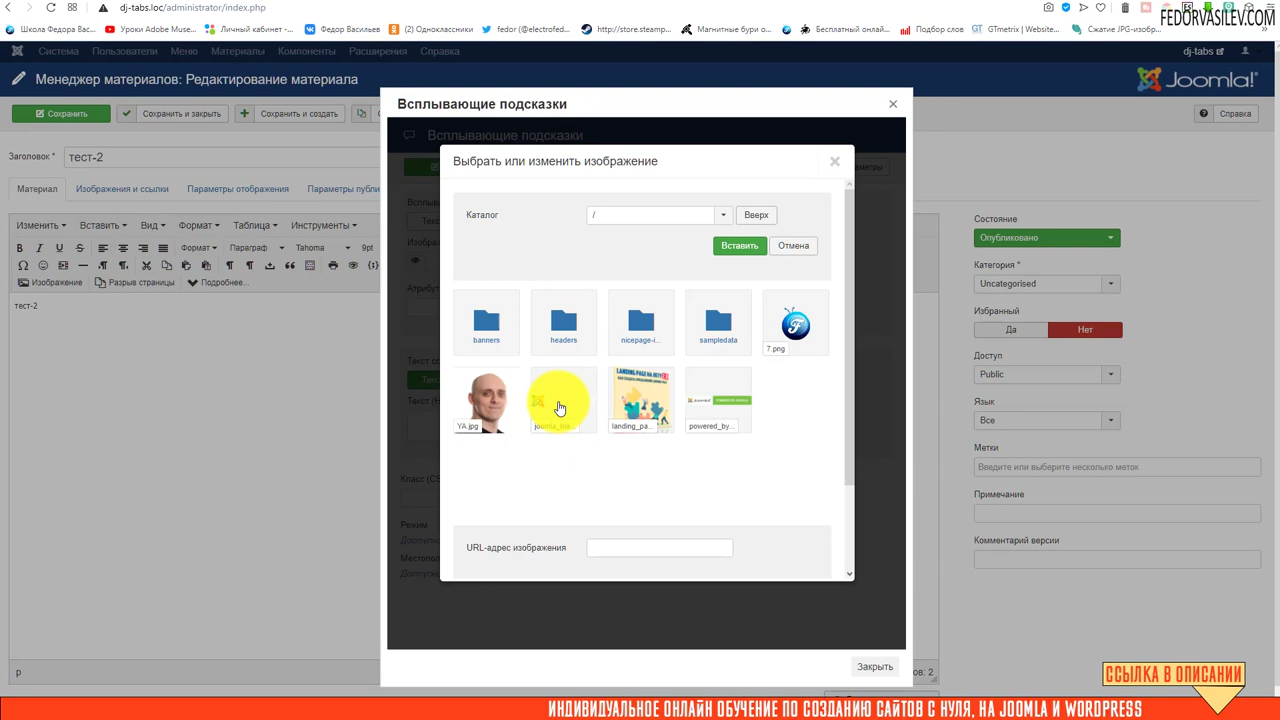 dj-tabs.loc/administrator/index.php
FEDORVASILEV.COM
Школа Федора Вас...
Уроки Adobe Muse...
Личный кабинет -...
Федор Васильев
(2) Одноклассники
fedor (@electrofed...
http://store.steamp...
Магнитные бури о...
Бесплатный онлай...
Подбор слов
GTmetrix | Website...
Сжатие JPG-изобр...
Система Пользователи Меню Материалы Компоненты Расширения Справка
dj-tabs
Менеджер материалов: Редактирование материала
Joomla!
Сохранить
Сохранить и закрыть
Сохранить и создать
Справка
Заголовок *
тест-2
Материал
Изображения и ссылки
Параметры отображения
Параметры публи
Изменить Вставить Вид Формат Таблица Инструменты
Формат Параграф Tahoma 9pt
Изображение
Разрыв страницы
Подробнее...
тест-2
p
: 2
Всплывающие подсказки
Всплывающие подсказки
Выбрать или изменить изображение
Каталог
/
Вверх
Вставить
Отмена
banners
headers
nicepage-i...
sampledata
7.png
YA.jpg
joomla_bla...
landing_pa...
powered_by...
URL-адрес изображения
Закрыть
Состояние
Опубликовано
Категория *
Uncategorised
Избранный
Да
Нет
Доступ
Public
Язык
Все
Метки
Введите или выберите несколько меток
Примечание
Комментарий версии
ССЫЛКА В ОПИСАНИИ
ИНДИВИДУАЛЬНОЕ ОНЛАЙН ОБУЧЕНИЕ ПО СОЗДАНИЮ САЙТОВ С НУЛЯ, НА JOOMLA И WORDPRESS